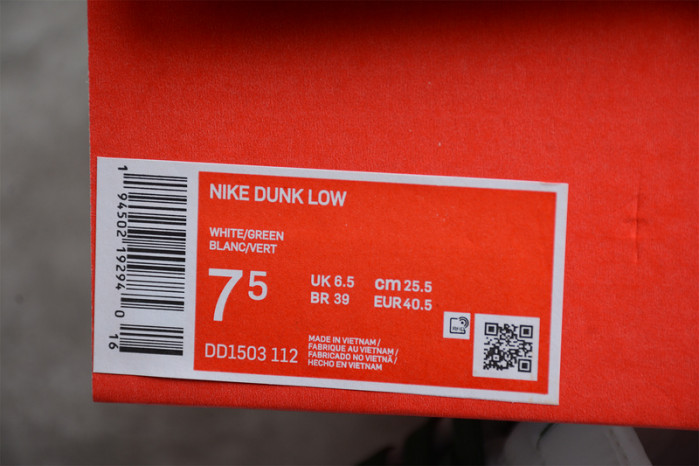 NIKE DUNK LOW
WHITE/GREEN
BLANC/VERT
7 5
UK 6.5 cm 25.5
BR 39 EUR 40.5
DD1503 112
MADE IN VIETNAM/
FABRIQUE AU VIETNAM/
FABRICADO NO VIETNÃ/
HECHO EN VIETNAM
1 94502 19294 0 16